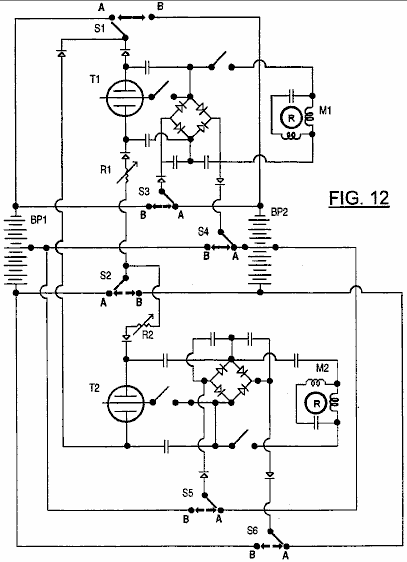 A B
S1
T1
R M1
R1
S3
FIG. 12
B A
BP1 BP2
S4
B A
S2
A B
R2
M2
T2
R
S5
B A
S6
B A